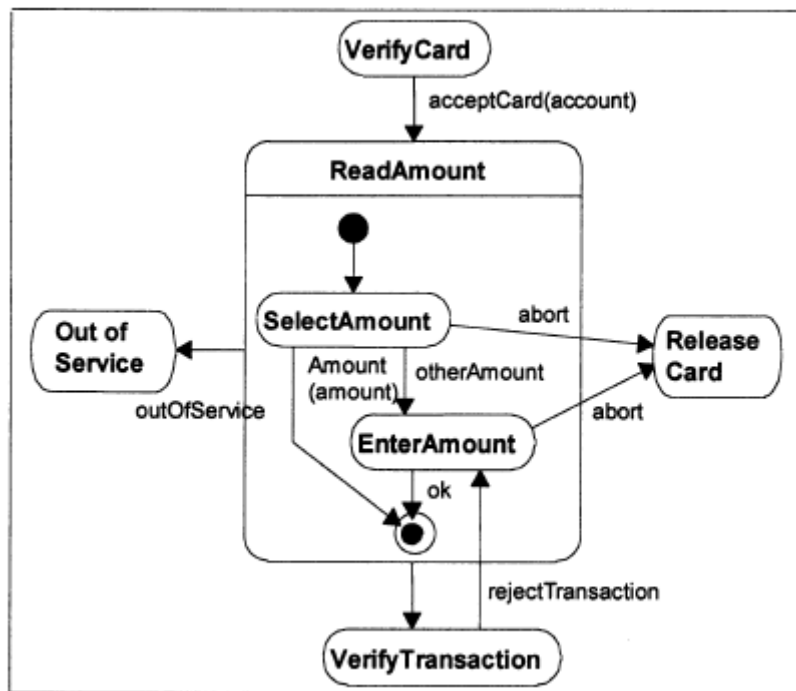 VerifyCard
acceptCard(account)
ReadAmount
SelectAmount
abort
Out of
Service
Release
Card
Amount
(amount)
otherAmount
outOfService
abort
EnterAmount
ok
rejectTransaction
VerifyTransaction